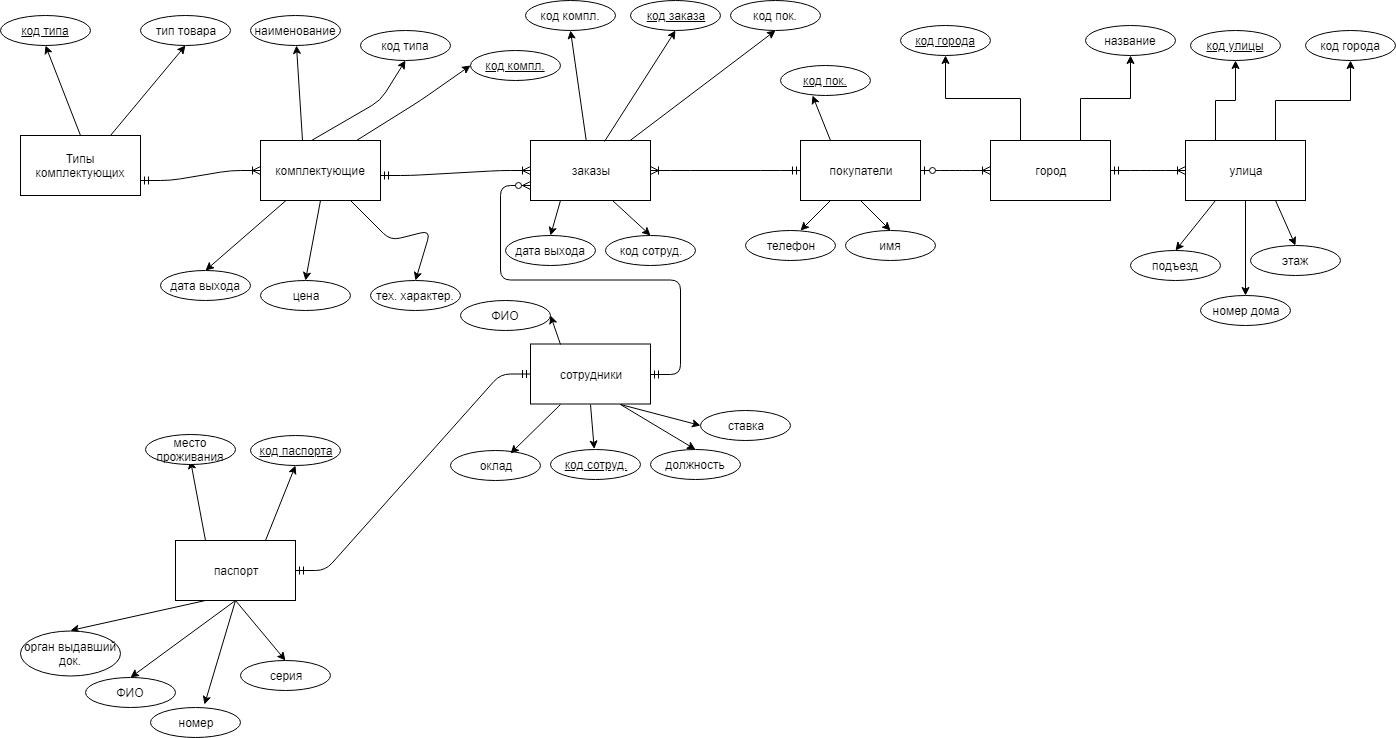 код типа
тип товара
наименование
код типа
код компл.
код компл.
код заказа
код пок.
код пок.
код города
название
код улицы
код города
Типы
комплектующих
комплектующие
заказы
покупатели
город
улица
дата выхода
цена
тех. характер.
дата выхода
код сотруд.
телефон
имя
подъезд
этаж
номер дома
ФИО
сотрудники
ставка
оклад
код сотруд.
должность
место
проживания
код паспорта
паспорт
орган выдавший
док.
ФИО
номер
серия